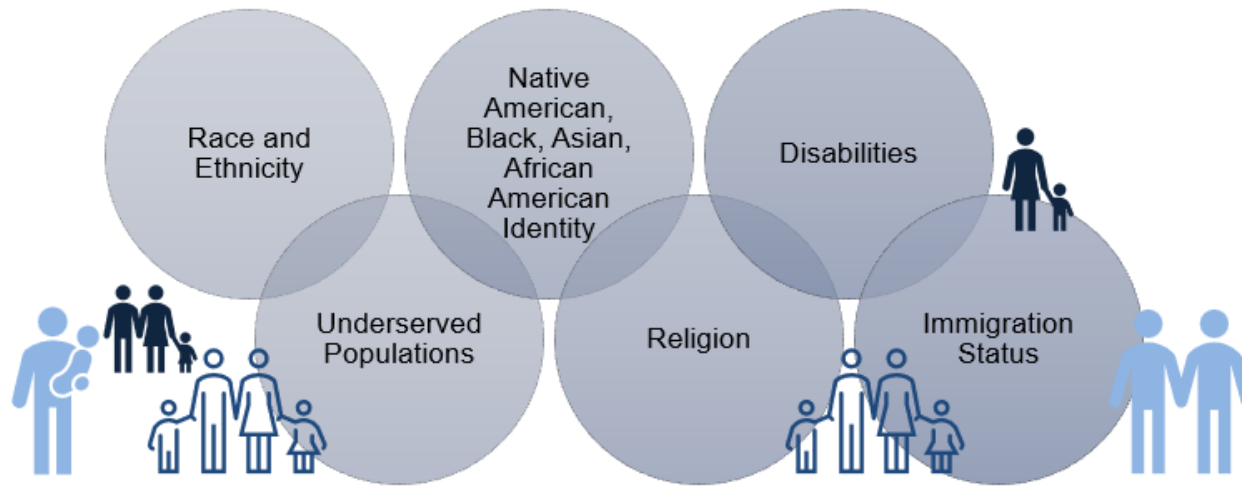 Race and
Ethnicity
Native
American,
Black, Asian,
African
American
Identity
Disabilities
Underserved
Populations
Religion
Immigration
Status